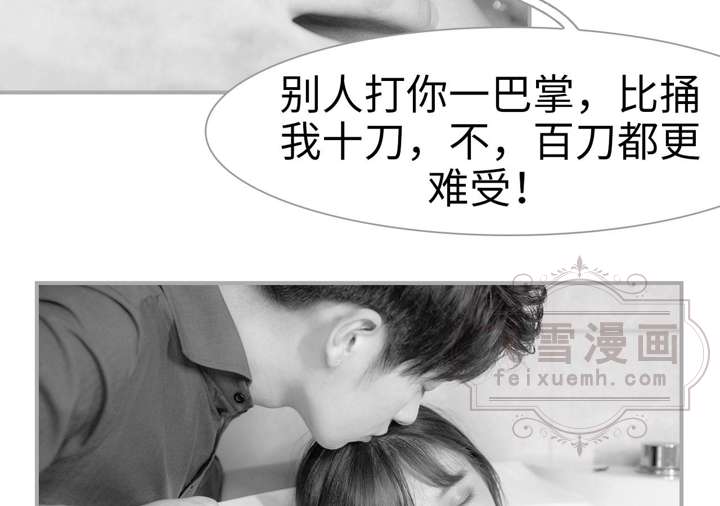 别人打你一巴掌，比捅
我十刀，不，百刀都更
难受！
雪漫画
feixuemh.com